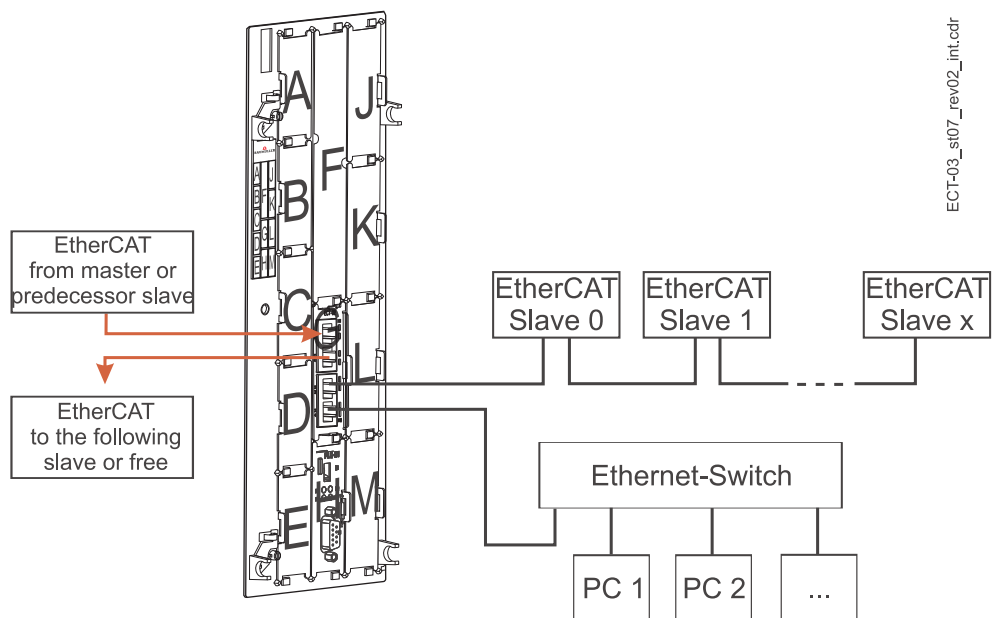 ECT-03_st07_rev02_int.cdr
A
J
F
B
K
C
L
D
M
E
A J
B F K
C G L
D
E H M
EtherCAT
from master or
predecessor slave
EtherCAT
to the following
slave or free
EtherCAT
Slave 0
EtherCAT
Slave 1
EtherCAT
Slave x
Ethernet-Switch
PC 1
PC 2
...